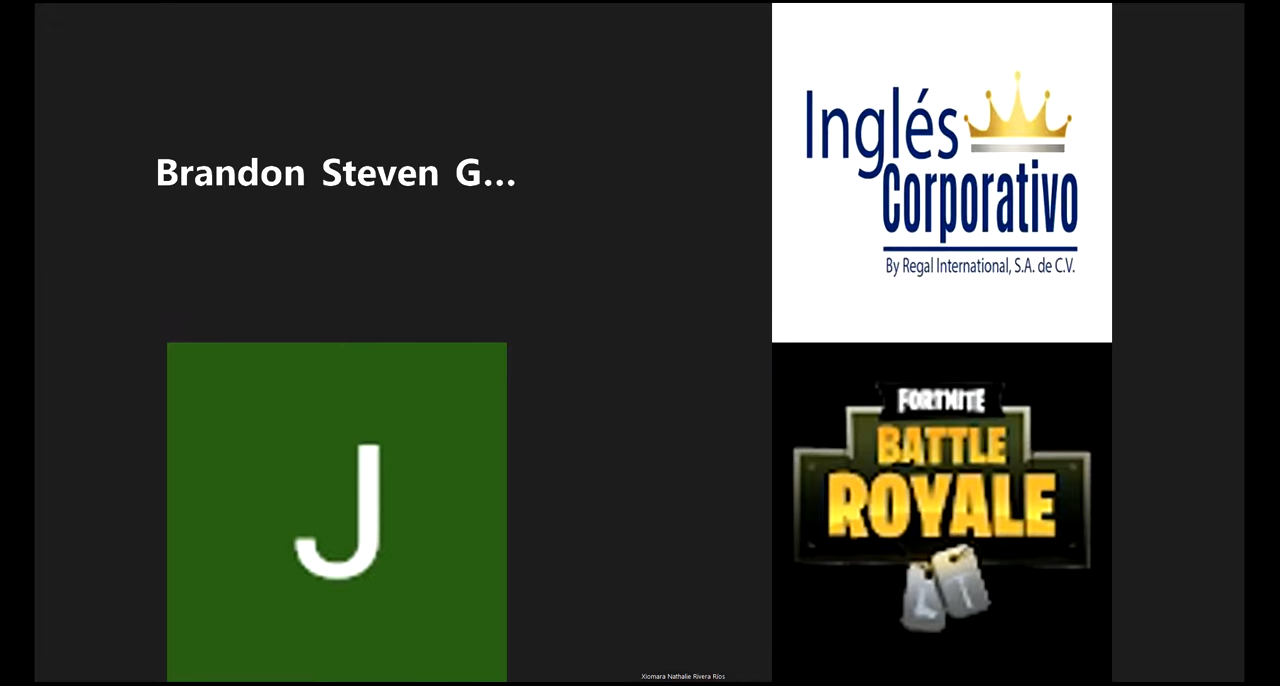 Brandon Steven G...
Inglés
Corporativo
By Regal International, S.A. de C.V.
J
FORTNITE
BATTLE
ROYALE
Xiomara Nathalie Rivera Ríos